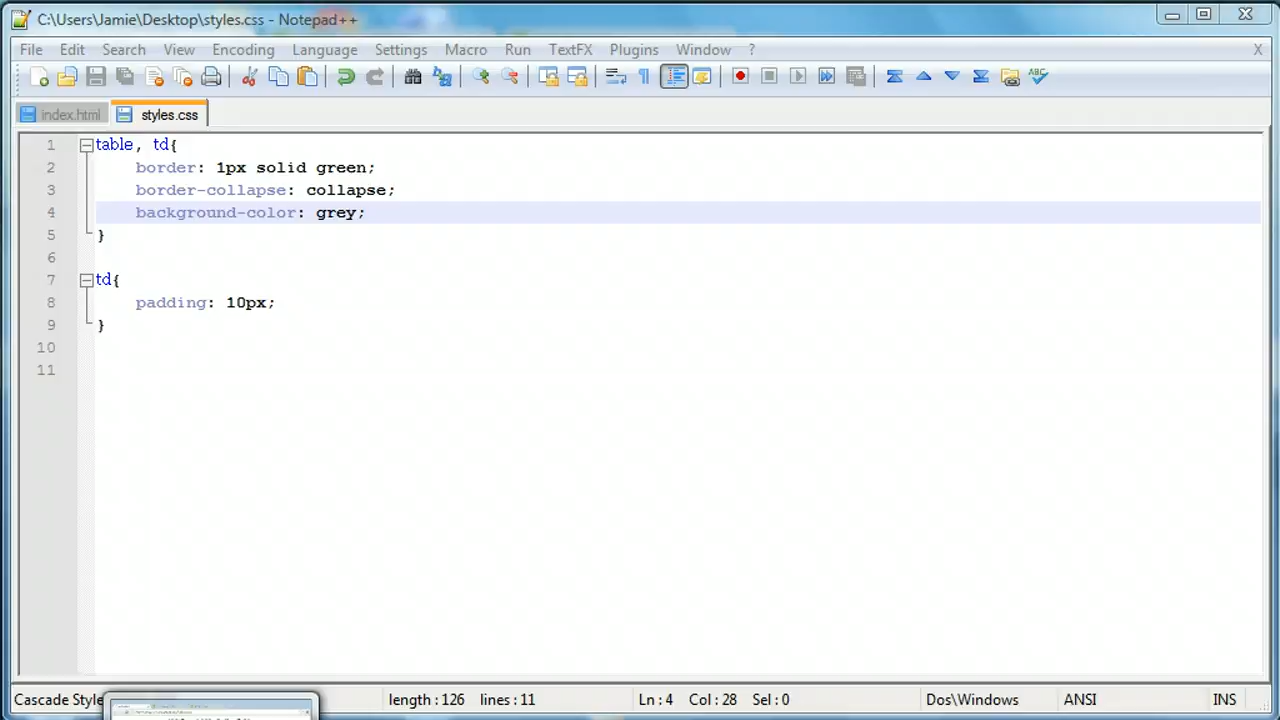 C:\Users\Jamie\Desktop\styles.css - Notepad++
File Edit Search View Encoding Language Settings Macro Run TextFX Plugins Window ? X
index.html styles.css
1 table, td{
2 border: 1px solid green;
3 border-collapse: collapse;
4 background-color: grey;
5 }
6
7 td{
8 padding: 10px;
9 }
10
11
Cascade Style length : 126 lines : 11 Ln : 4 Col : 28 Sel : 0 Dos\Windows ANSI INS